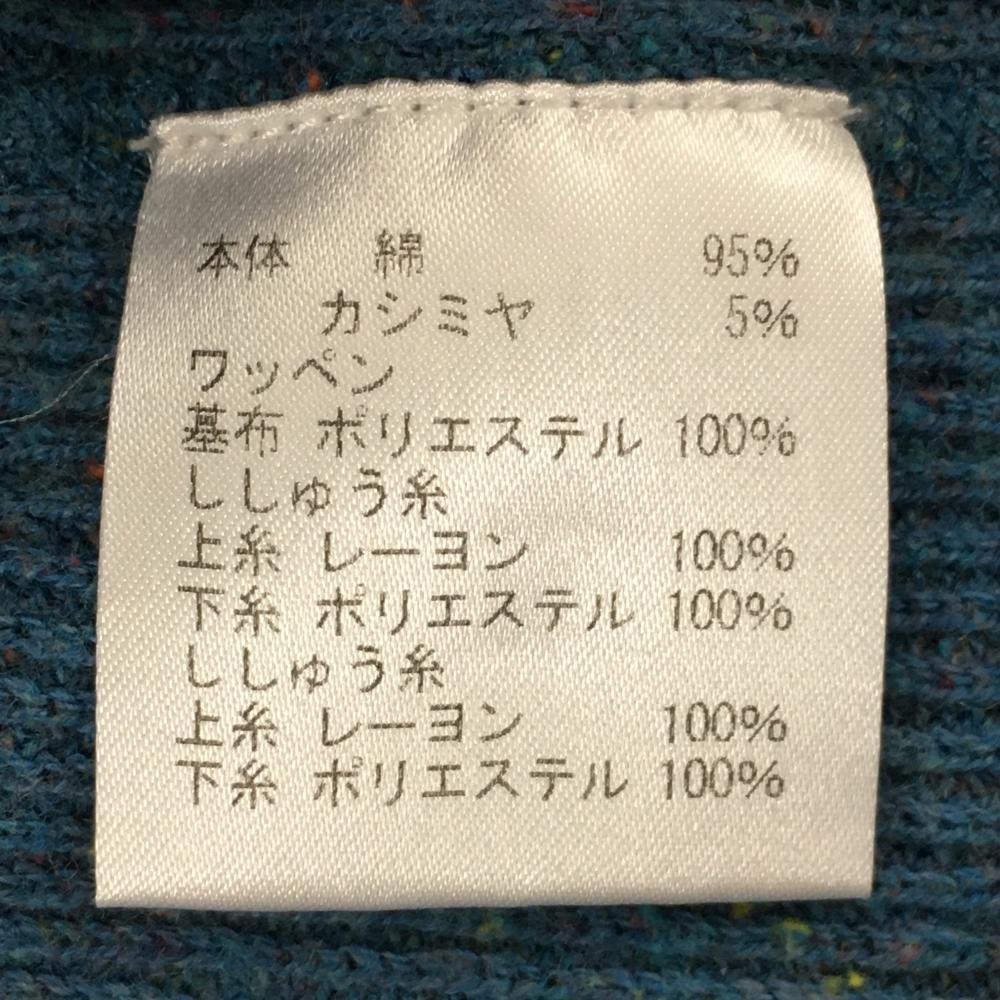 本体 綿 95%
カシミヤ 5%
ワッペン
基布 ポリエステル 100%
ししゅう糸
上糸 レーヨン 100%
下糸 ポリエステル 100%
ししゅう糸
上糸 レーヨン 100%
下糸 ポリエステル 100%